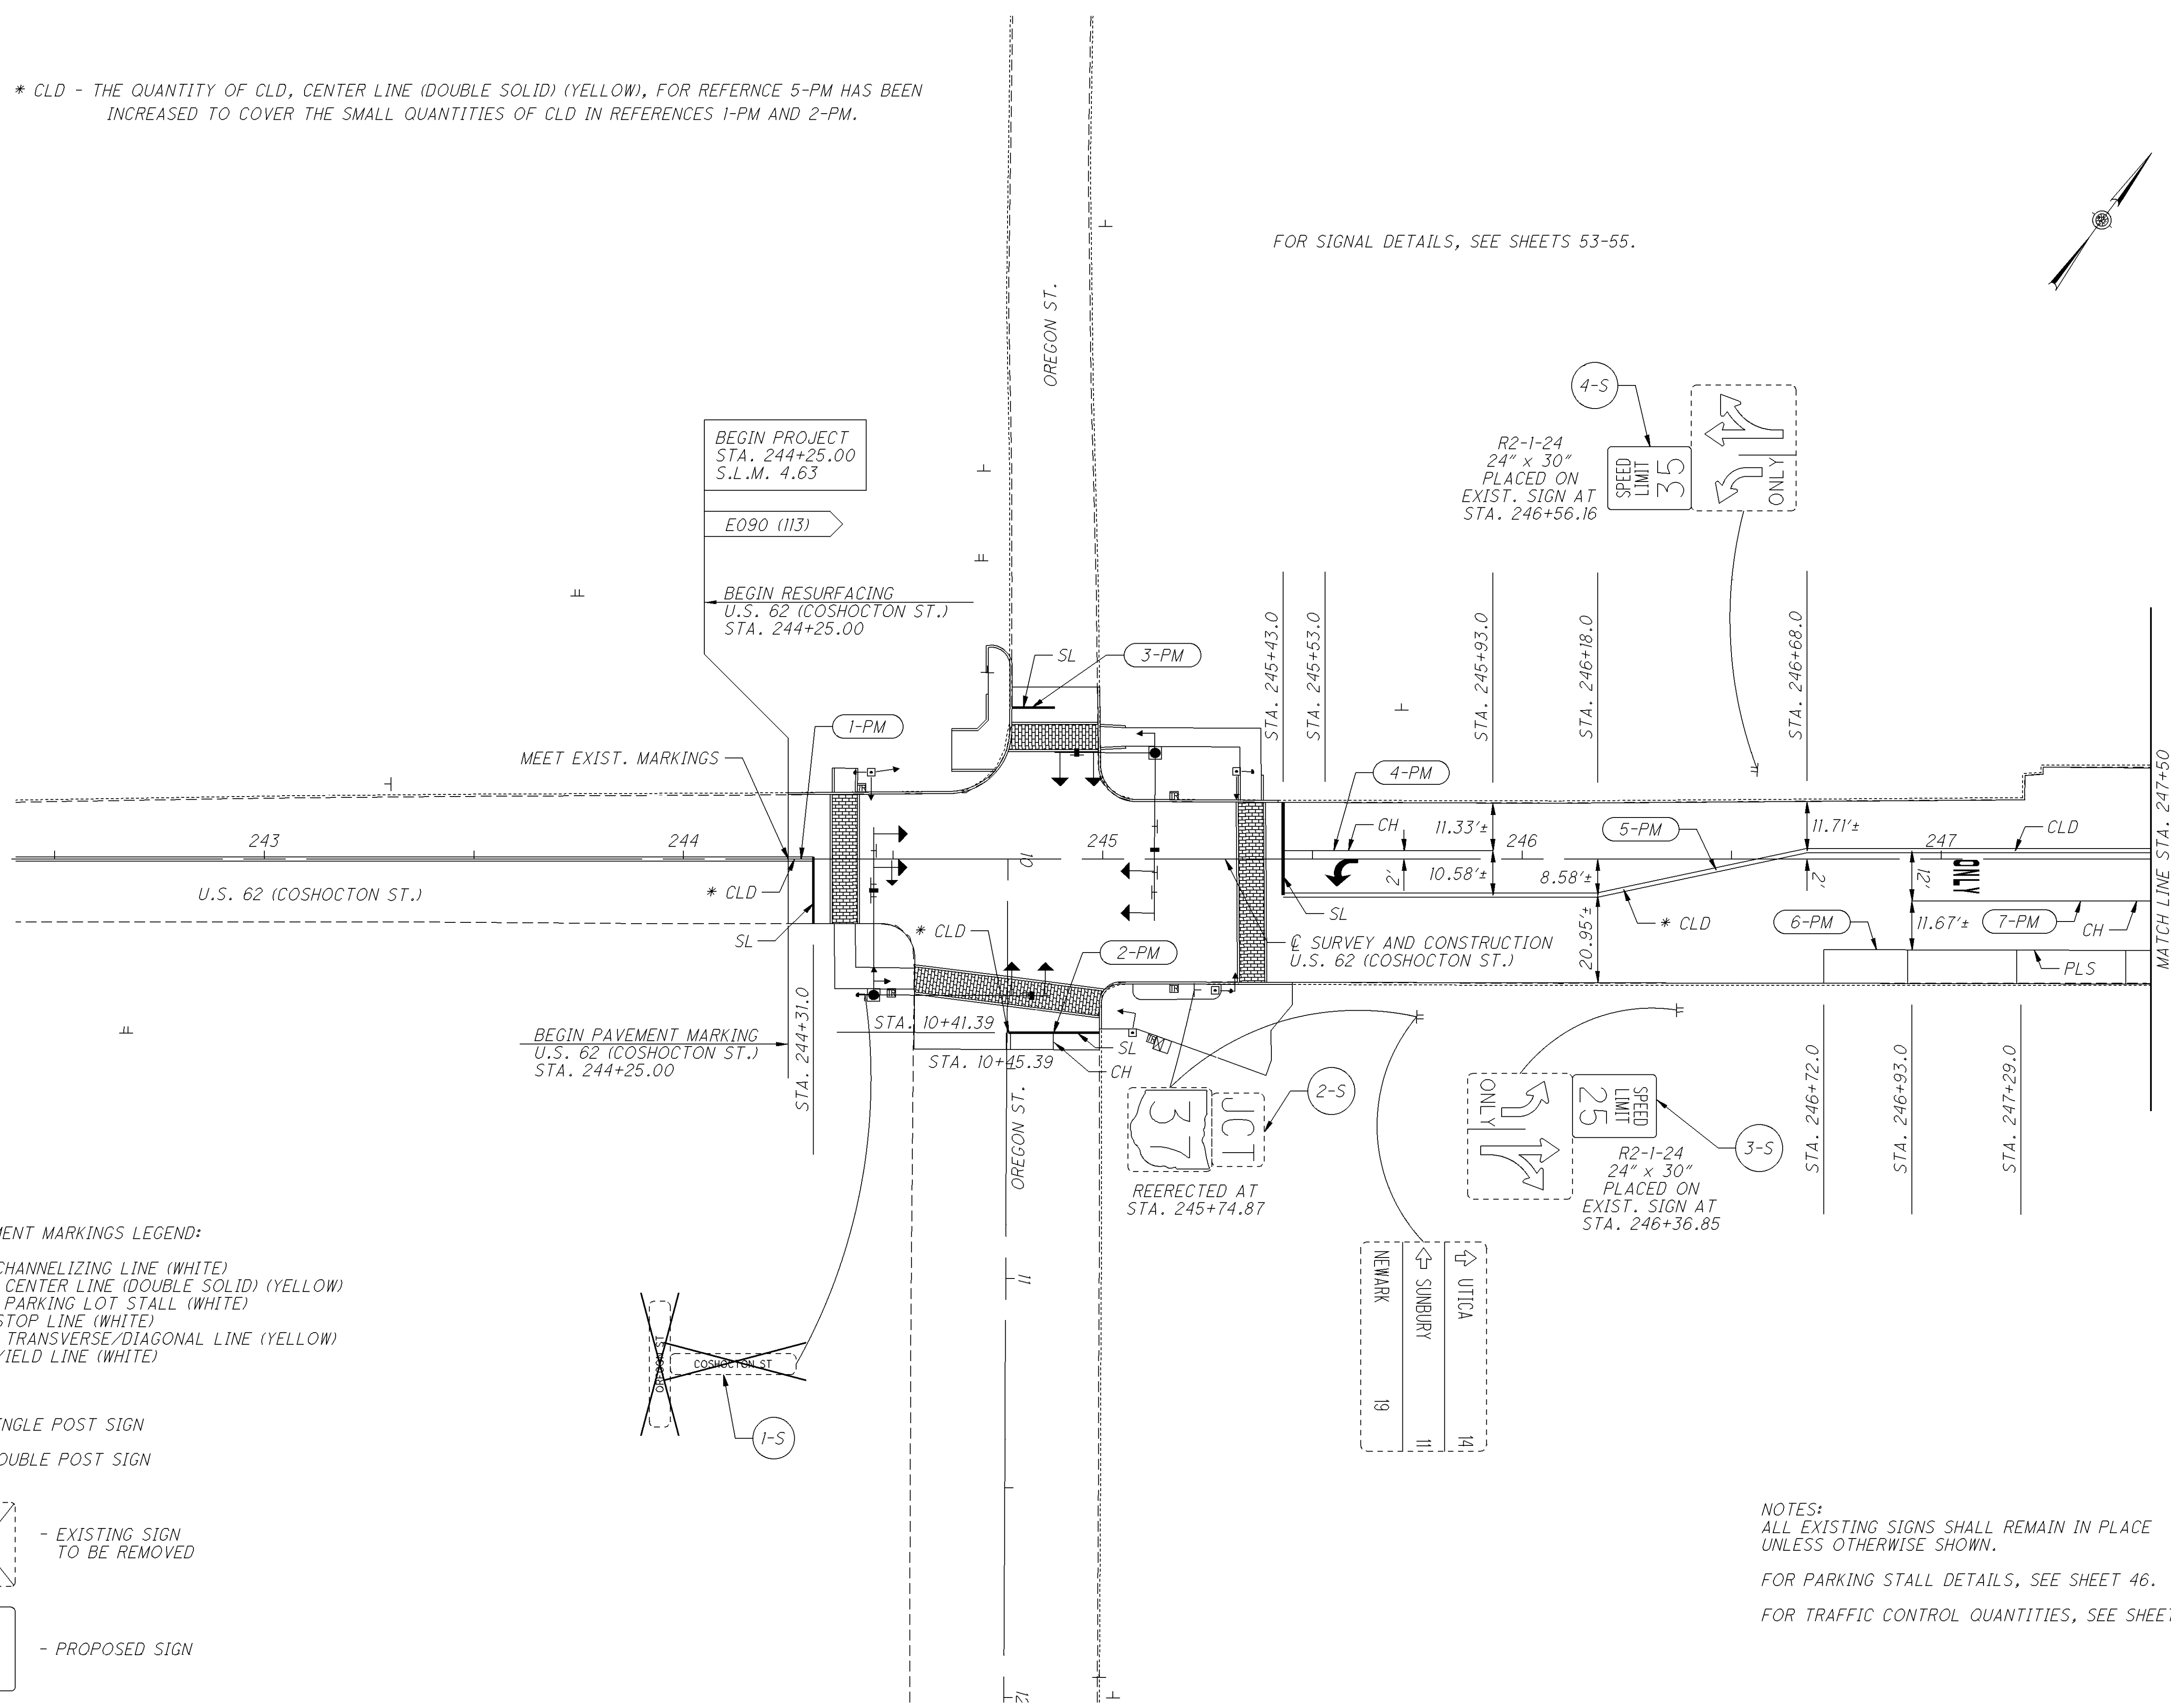 * CLD - THE QUANTITY OF CLD, CENTER LINE (DOUBLE SOLID) (YELLOW), FOR REFERNCE 5-PM HAS BEEN
INCREASED TO COVER THE SMALL QUANTITIES OF CLD IN REFERENCES 1-PM AND 2-PM.
FOR SIGNAL DETAILS, SEE SHEETS 53-55.
OREGON ST.
4-S
R2-1-24
24" x 30"
PLACED ON
EXIST. SIGN AT
STA. 246+56.16
SPEED
LIMIT
35
ONLY
BEGIN PROJECT
STA. 244+25.00
S.L.M. 4.63
E090 (113)
BEGIN RESURFACING
U.S. 62 (COSHOCTON ST.)
STA. 244+25.00
STA. 245+43.0
STA. 245+53.0
STA. 245+93.0
STA. 246+18.0
STA. 246+68.0
SL
3-PM
1-PM
MEET EXIST. MARKINGS
4-PM
CH
11.33'±
5-PM
11.71'±
CLD
MATCH LINE STA. 247+50
243
244
245
246
247
10
* CLD
2'
10.58'±
8.58'±
2'
12'
ONLY
U.S. 62 (COSHOCTON ST.)
SL
* CLD
2-PM
SL
℄ SURVEY AND CONSTRUCTION
U.S. 62 (COSHOCTON ST.)
20.95'±
* CLD
6-PM
11.67'±
7-PM
CH
PLS
STA. 244+31.0
STA. 10+41.39
STA. 10+45.39
SL
CH
BEGIN PAVEMENT MARKING
U.S. 62 (COSHOCTON ST.)
STA. 244+25.00
OREGON ST.
37
JCT
2-S
REERECTED AT
STA. 245+74.87
ONLY
SPEED
LIMIT
25
3-S
R2-1-24
24" x 30"
PLACED ON
EXIST. SIGN AT
STA. 246+36.85
STA. 246+72.0
STA. 246+93.0
STA. 247+29.0
UTICA 14
SUNBURY 11
NEWARK 19
11
12
OREGON ST
COSHOCTON ST
1-S
MENT MARKINGS LEGEND:
CHANNELIZING LINE (WHITE)
CENTER LINE (DOUBLE SOLID) (YELLOW)
PARKING LOT STALL (WHITE)
STOP LINE (WHITE)
TRANSVERSE/DIAGONAL LINE (YELLOW)
YIELD LINE (WHITE)
INGLE POST SIGN
OUBLE POST SIGN
- EXISTING SIGN
TO BE REMOVED
- PROPOSED SIGN
NOTES:
ALL EXISTING SIGNS SHALL REMAIN IN PLACE
UNLESS OTHERWISE SHOWN.
FOR PARKING STALL DETAILS, SEE SHEET 46.
FOR TRAFFIC CONTROL QUANTITIES, SEE SHEET